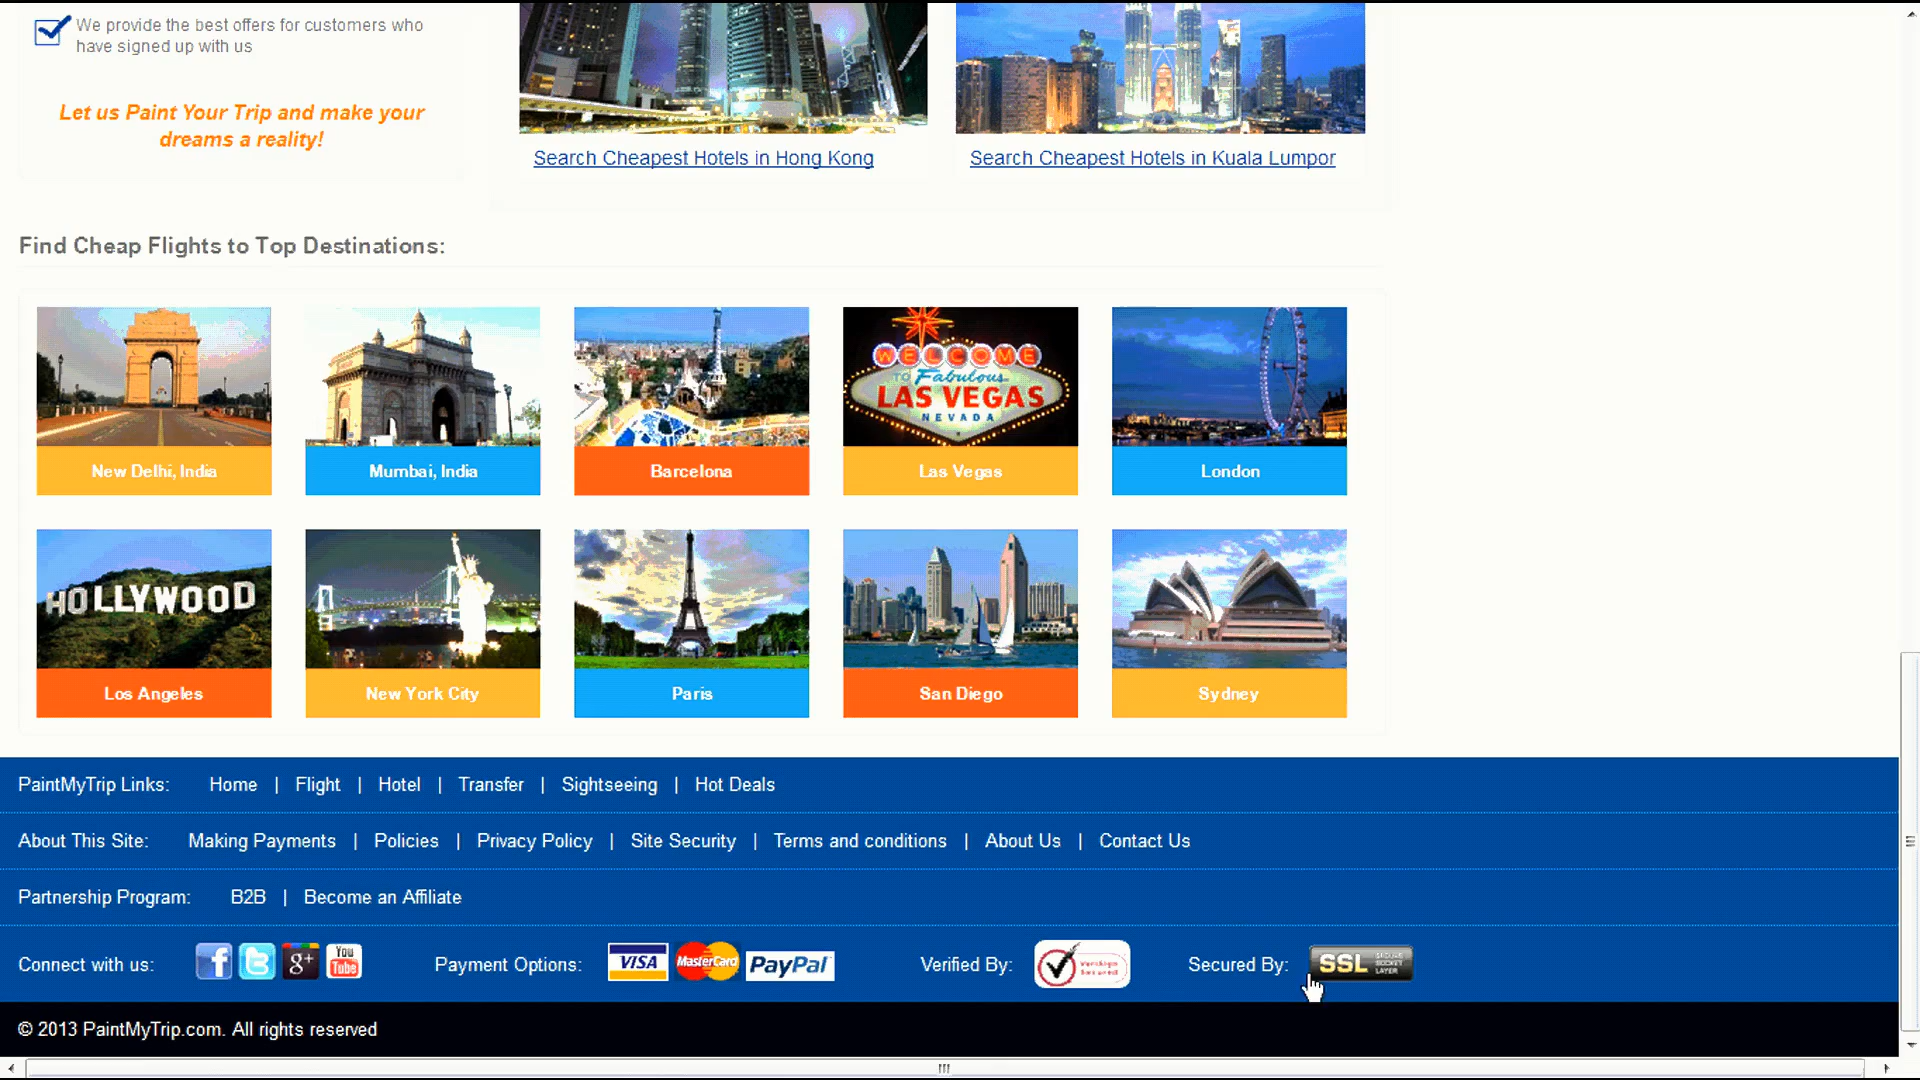 We provide the best offers for customers who
have signed up with us
Let us Paint Your Trip and make your
dreams a reality!
Search Cheapest Hotels in Hong Kong
Search Cheapest Hotels in Kuala Lumpor
Find Cheap Flights to Top Destinations:
WELCOME
TO Fabulous
LAS VEGAS
NEVADA
New Delhi, India
Mumbai, India
Barcelona
Las Vegas
London
HOLLYWOOD
Los Angeles
New York City
Paris
San Diego
Sydney
PaintMyTrip Links: Home | Flight | Hotel | Transfer | Sightseeing | Hot Deals
About This Site: Making Payments | Policies | Privacy Policy | Site Security | Terms and conditions | About Us | Contact Us
Partnership Program: B2B | Become an Affiliate
Connect with us: f t g+ You Tube Payment Options: VISA MasterCard PayPal Verified By: Secured By: SSL SECURE SOCKET LAYER
© 2013 PaintMyTrip.com. All rights reserved